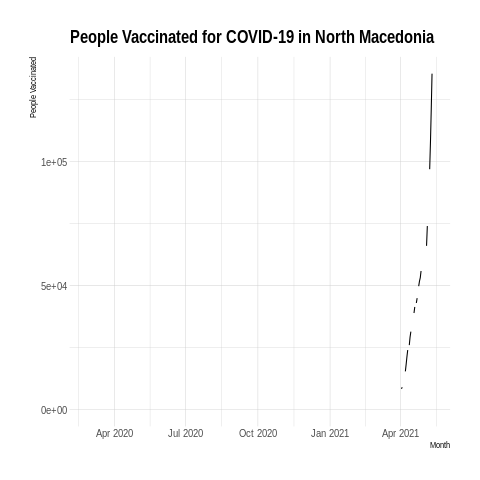 People Vaccinated for COVID-19 in North Macedonia
People Vaccinated
1e+05
5e+04
0e+00
Apr 2020 Jul 2020 Oct 2020 Jan 2021 Apr 2021
Month